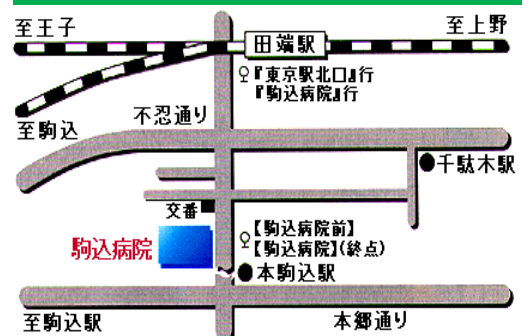 至王子
田端駅
至上野
『東京駅北口』行
『駒込病院』行
至駒込
不忍通り
千駄木駅
交番
【駒込病院前】
【駒込病院】(終点)
駒込病院
本駒込駅
至駒込駅
本郷通り